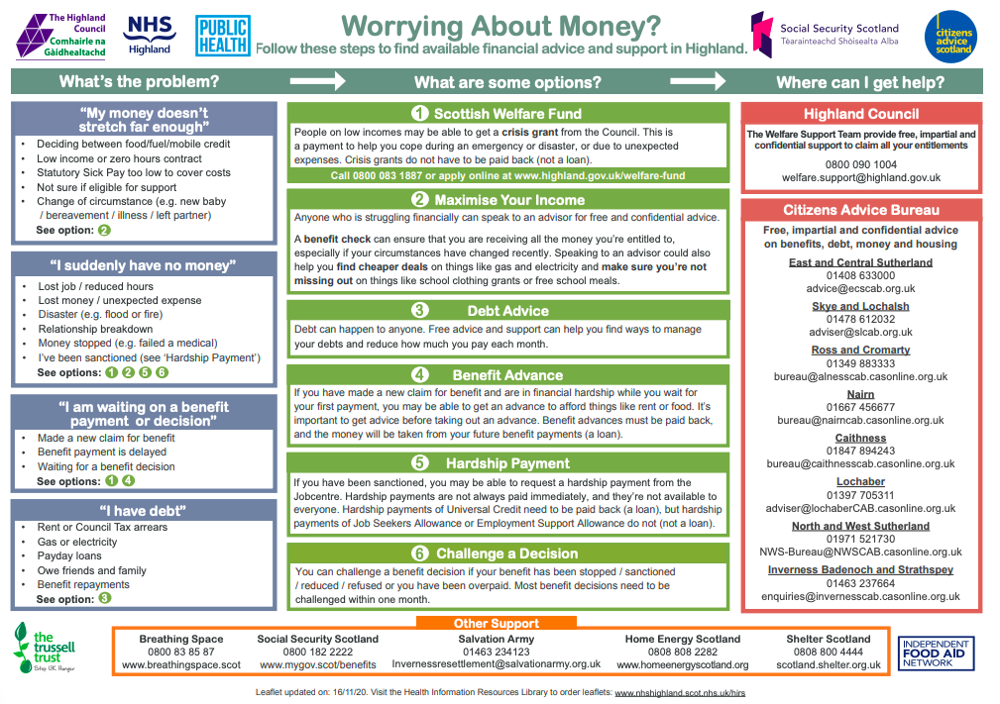 The Highland
Council
Comhairle na
Gàidhealtachd
NHS
Highland
PUBLIC
HEALTH
Worrying About Money?
Follow these steps to find available financial advice and support in Highland.
Social Security Scotland
Tèarainteachd Shòisealta Alba
citizens
advice
scotland
What's the problem?
What are some options?
Where can I get help?
"My money doesn't
stretch far enough"
• Deciding between food/fuel/mobile credit
• Low income or zero hours contract
• Statutory Sick Pay too low to cover costs
• Not sure if eligible for support
• Change of circumstance (e.g. new baby
/ bereavement / illness / left partner)
See option: 2
"I suddenly have no money"
• Lost job / reduced hours
• Lost money / unexpected expense
• Disaster (e.g. flood or fire)
• Relationship breakdown
• Money stopped (e.g. failed a medical)
• I've been sanctioned (see 'Hardship Payment')
See options: 1 2 5 6
"I am waiting on a benefit
payment or decision"
• Made a new claim for benefit
• Benefit payment is delayed
• Waiting for a benefit decision
See options: 1 4
"I have debt"
• Rent or Council Tax arrears
• Gas or electricity
• Payday loans
• Owe friends and family
• Benefit repayments
See option: 3
1 Scottish Welfare Fund
People on low incomes may be able to get a crisis grant from the Council. This is
a payment to help you cope during an emergency or disaster, or due to unexpected
expenses. Crisis grants do not have to be paid back (not a loan).
Call 0800 083 1887 or apply online at www.highland.gov.uk/welfare-fund
2 Maximise Your Income
Anyone who is struggling financially can speak to an advisor for free and confidential advice.
A benefit check can ensure that you are receiving all the money you're entitled to,
especially if your circumstances have changed recently. Speaking to an advisor could also
help you find cheaper deals on things like gas and electricity and make sure you're not
missing out on things like school clothing grants or free school meals.
3 Debt Advice
Debt can happen to anyone. Free advice and support can help you find ways to manage
your debts and reduce how much you pay each month.
4 Benefit Advance
If you have made a new claim for benefit and are in financial hardship while you wait for
your first payment, you may be able to get an advance to afford things like rent or food. It's
important to get advice before taking out an advance. Benefit advances must be paid back,
and the money will be taken from your future benefit payments (a loan).
5 Hardship Payment
If you have been sanctioned, you may be able to request a hardship payment from the
Jobcentre. Hardship payments are not always paid immediately, and they're not available to
everyone. Hardship payments of Universal Credit need to be paid back (a loan), but hardship
payments of Job Seekers Allowance or Employment Support Allowance do not (not a loan).
6 Challenge a Decision
You can challenge a benefit decision if your benefit has been stopped / sanctioned
/ reduced / refused or you have been overpaid. Most benefit decisions need to be
challenged within one month.
Highland Council
The Welfare Support Team provide free, impartial and
confidential support to claim all your entitlements
0800 090 1004
welfare.support@highland.gov.uk
Citizens Advice Bureau
Free, impartial and confidential advice
on benefits, debt, money and housing
East and Central Sutherland
01408 633000
advice@ecscab.org.uk
Skye and Lochalsh
01478 612032
adviser@slcab.org.uk
Ross and Cromarty
01349 883333
bureau@alnesscab.casonline.org.uk
Nairn
01667 456677
bureau@nairncab.casonline.org.uk
Caithness
01847 894243
bureau@caithnesscab.casonline.org.uk
Lochaber
01397 705311
adviser@lochaberCAB.casonline.org.uk
North and West Sutherland
01971 521730
NWS-Bureau@NWSCAB.casonline.org.uk
Inverness Badenoch and Strathspey
01463 237664
enquiries@invernesscab.casonline.org.uk
the
trussell
trust
Stop UK Hunger
Other Support
Breathing Space
0800 83 85 87
www.breathingspace.scot
Social Security Scotland
0800 182 2222
www.mygov.scot/benefits
Salvation Army
01463 234123
Invernessresettlement@salvationarmy.org.uk
Home Energy Scotland
0808 808 2282
www.homeenergyscotland.org
Shelter Scotland
0808 800 4444
scotland.shelter.org.uk
INDEPENDENT
FOOD AID
NETWORK
Leaflet updated on: 16/11/20. Visit the Health Information Resources Library to order leaflets: www.nhshighland.scot.nhs.uk/hirs